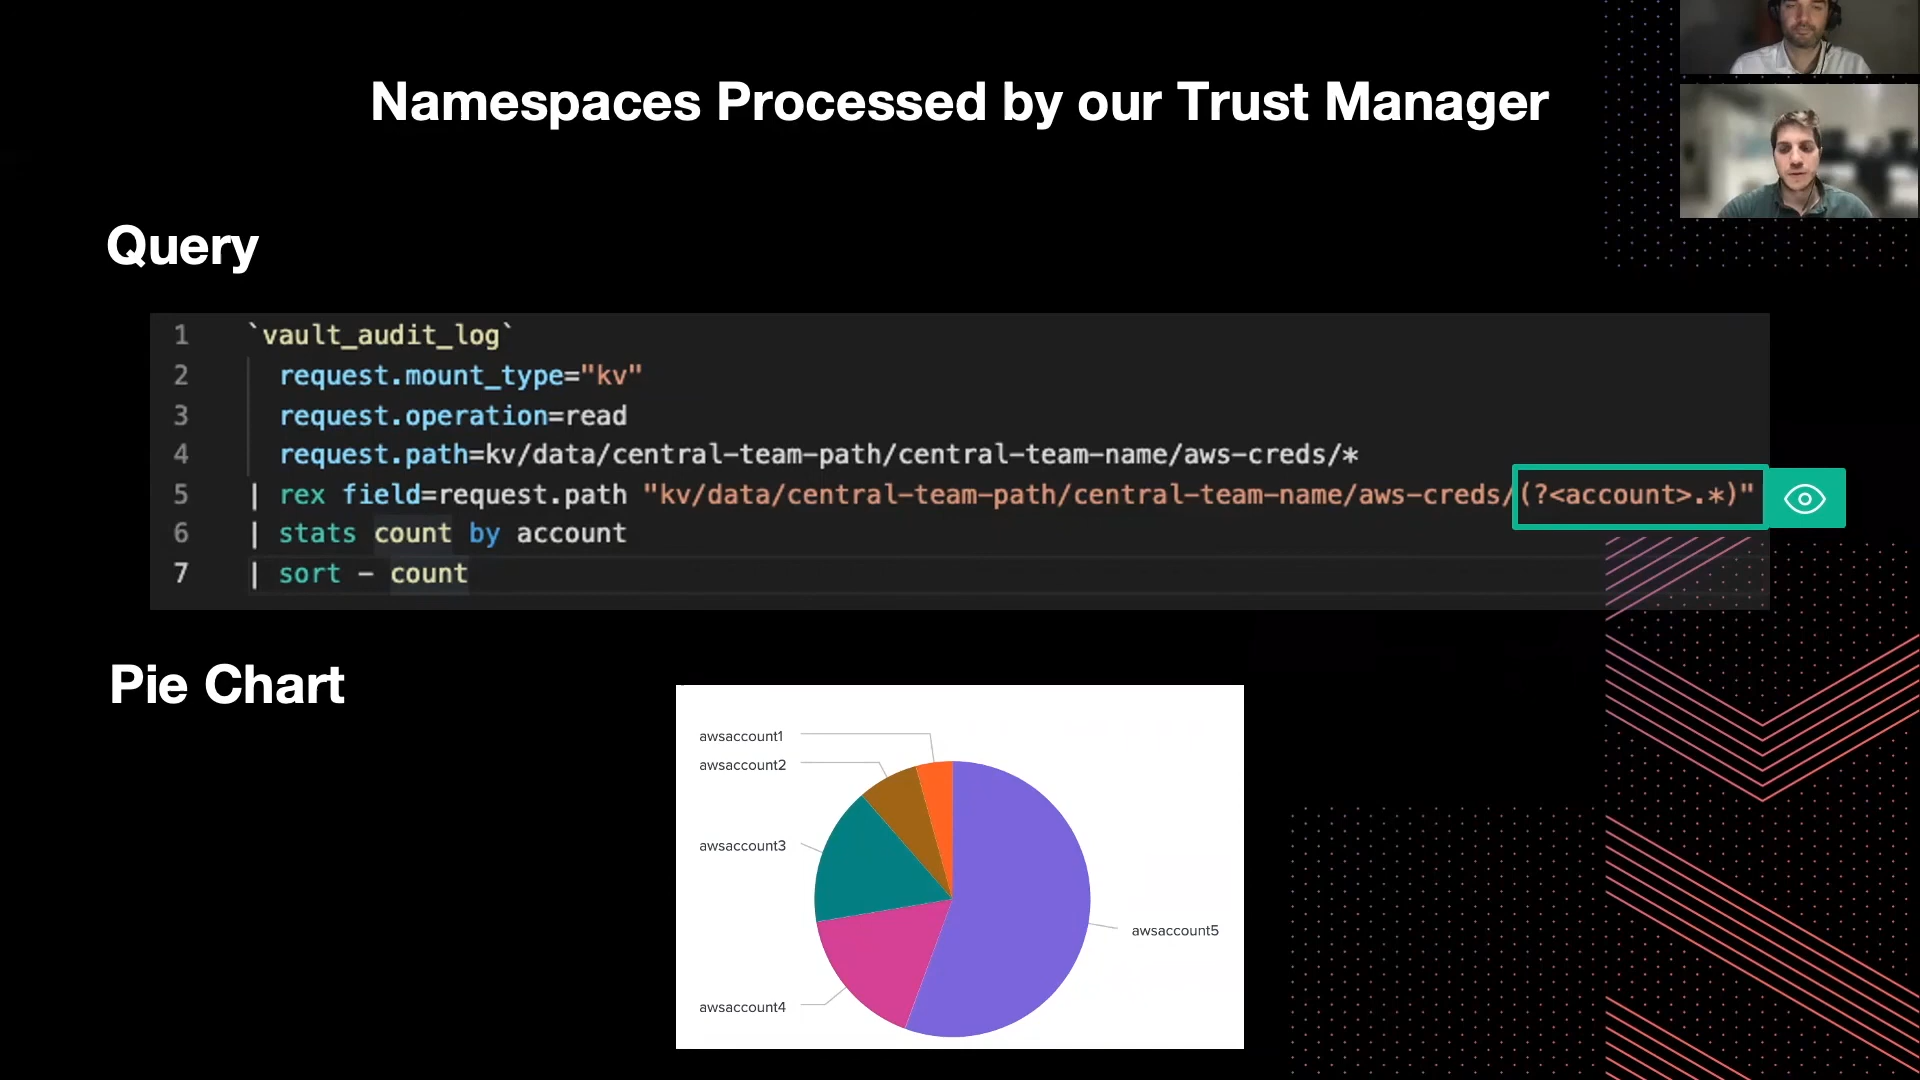 Namespaces Processed by our Trust Manager
Query
1 `vault_audit_log`
2 request.mount_type="kv"
3 request.operation=read
4 request.path=kv/data/central-team-path/central-team-name/aws-creds/*
5 | rex field=request.path "kv/data/central-team-path/central-team-name/aws-creds/(?<account>.*)"
6 | stats count by account
7 | sort - count
Pie Chart
awsaccount1
awsaccount2
awsaccount3
awsaccount5
awsaccount4